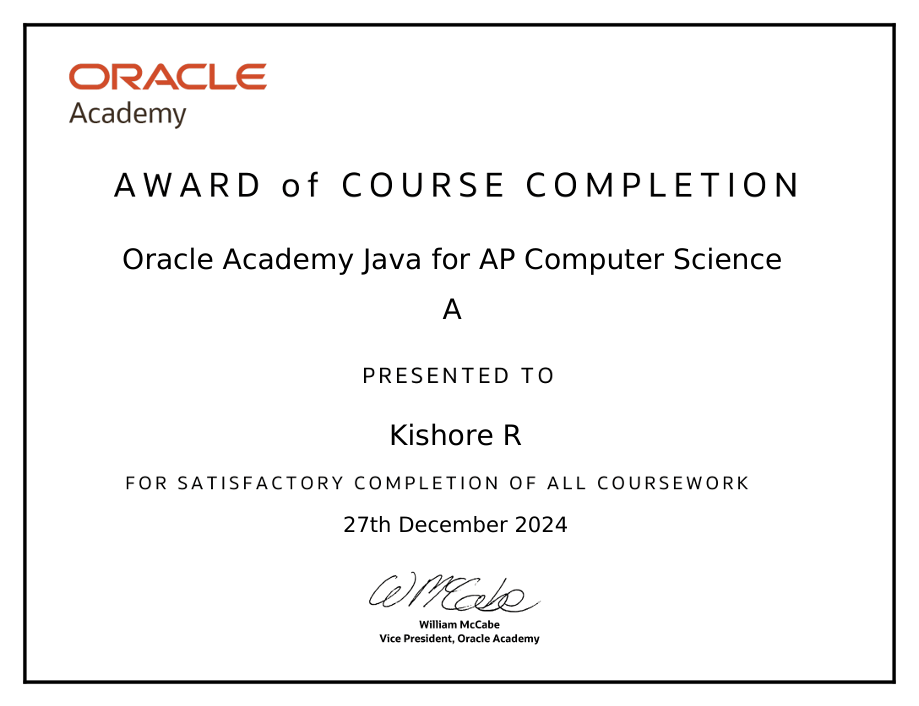 ORACLE
Academy
AWARD of COURSE COMPLETION
Oracle Academy Java for AP Computer Science
A
PRESENTED TO
Kishore R
FOR SATISFACTORY COMPLETION OF ALL COURSEWORK
27th December 2024
W McCabe
William McCabe
Vice President, Oracle Academy